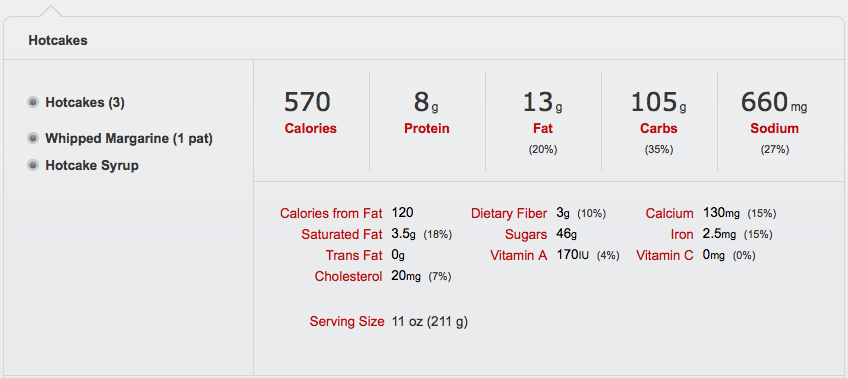 Hotcakes
Hotcakes (3)
Whipped Margarine (1 pat)
Hotcake Syrup
570 8g 13g 105g 660mg
Calories Protein Fat Carbs Sodium
(20%) (35%) (27%)
Calories from Fat 120 Dietary Fiber 3g (10%) Calcium 130mg (15%)
Saturated Fat 3.5g (18%) Sugars 46g Iron 2.5mg (15%)
Trans Fat 0g Vitamin A 170IU (4%) Vitamin C 0mg (0%)
Cholesterol 20mg (7%)
Serving Size 11 oz (211 g)